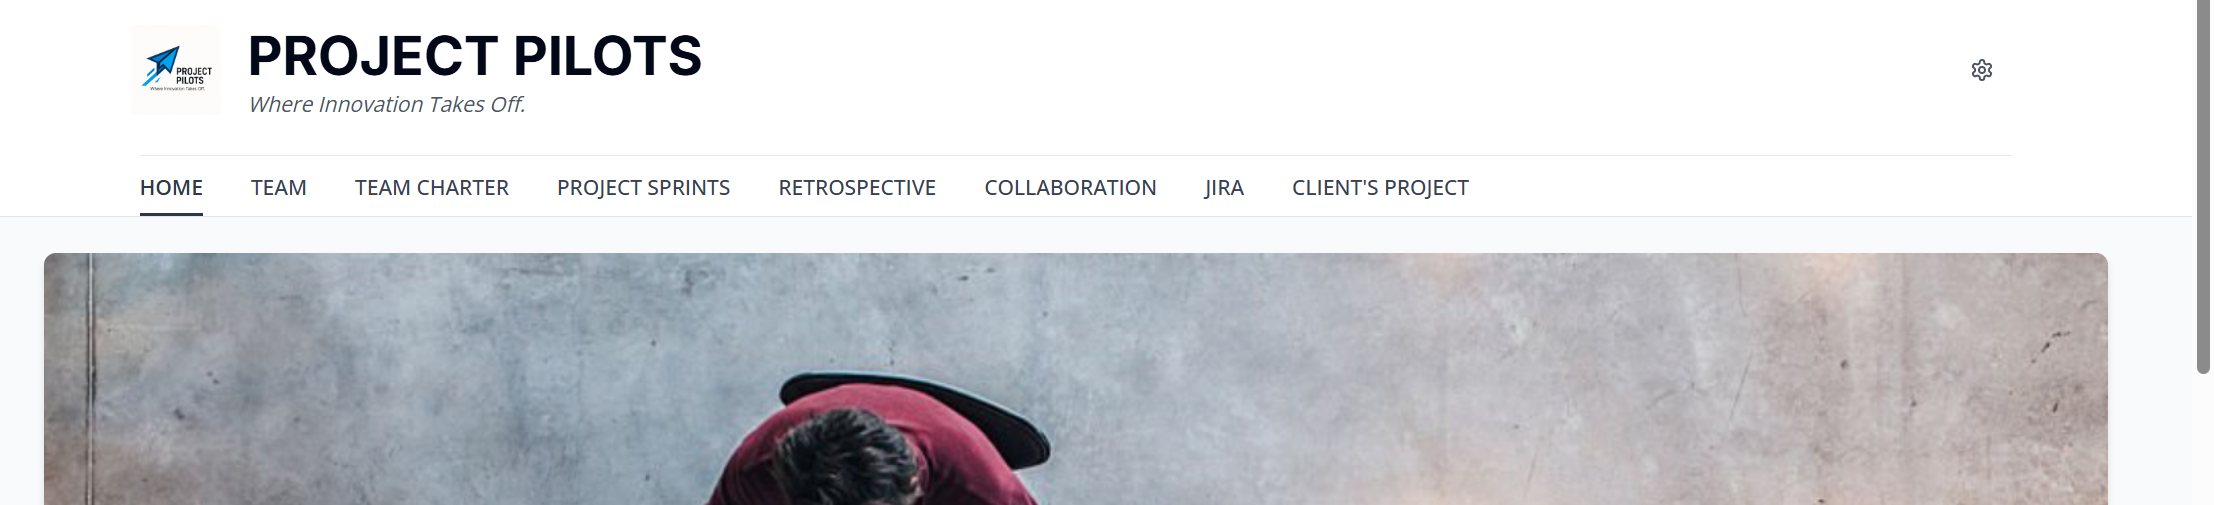 PROJECT
PILOTS
Where Innovation Takes Off.
PROJECT PILOTS
Where Innovation Takes Off.
HOME TEAM TEAM CHARTER PROJECT SPRINTS RETROSPECTIVE COLLABORATION JIRA CLIENT'S PROJECT